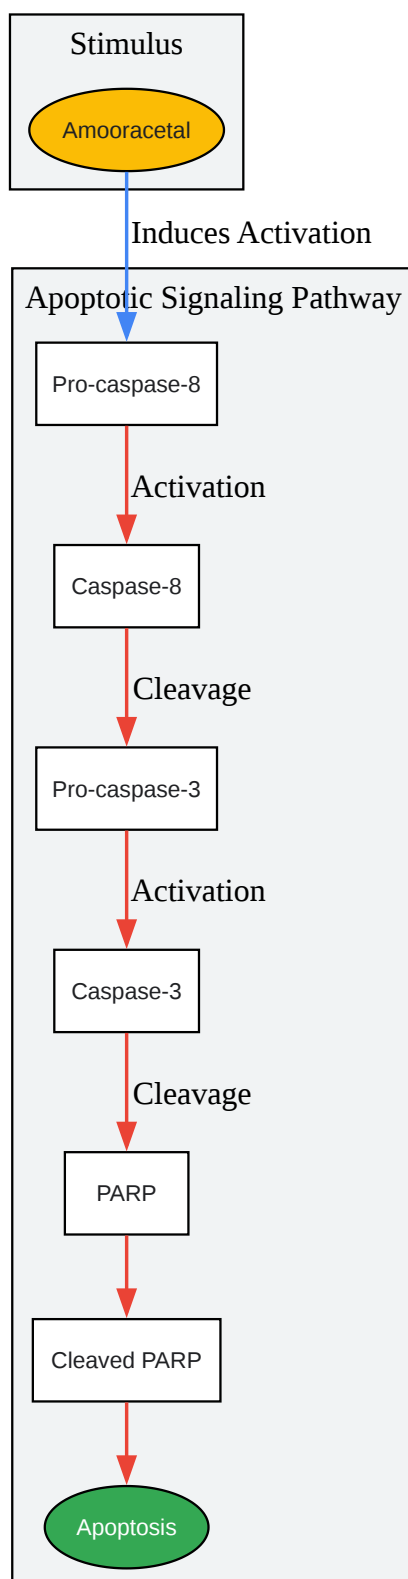 Stimulus
Amooracetal
Induces Activation
Apoptotic Signaling Pathway
Pro-caspase-8
Activation
Caspase-8
Cleavage
Pro-caspase-3
Activation
Caspase-3
Cleavage
PARP
Cleaved PARP
Apoptosis